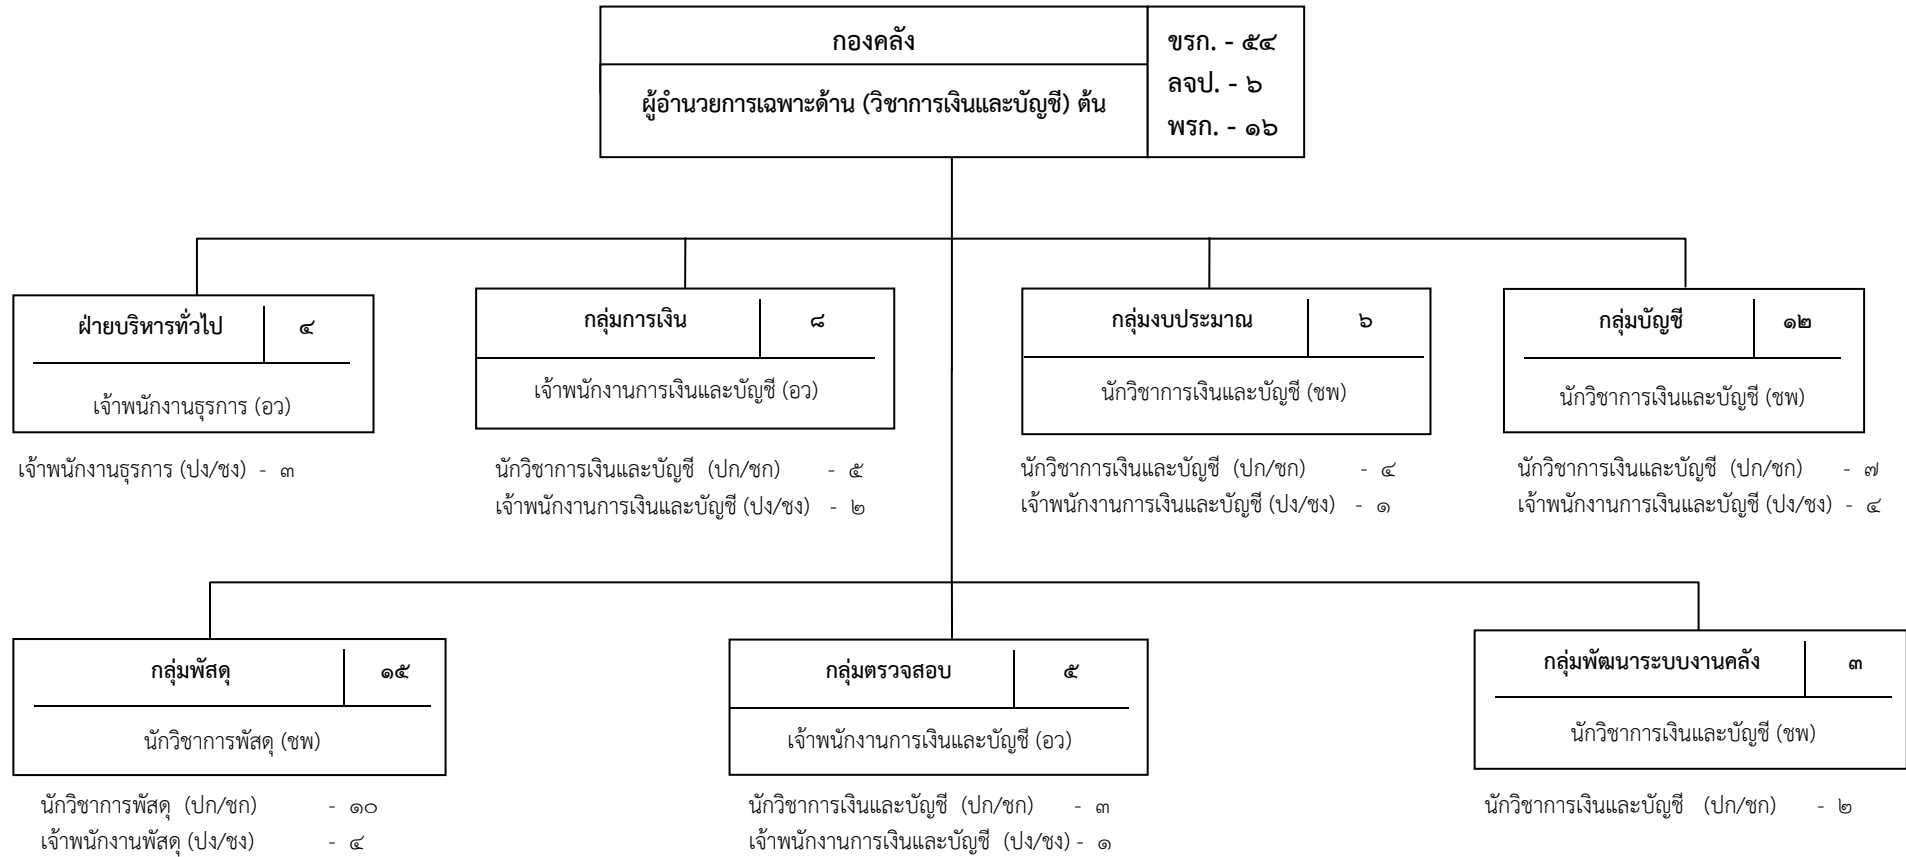 กองคลัง
ผู้อำนวยการเฉพาะด้าน (วิชาการเงินและบัญชี) ต้น
ขรก. - ๕๔
ลจป. - ๖
พรก. - ๑๖
ฝ่ายบริหารทั่วไป ๔
เจ้าพนักงานธุรการ (อว)
เจ้าพนักงานธุรการ (ปง/ชง) - ๓
กลุ่มการเงิน ๘
เจ้าพนักงานการเงินและบัญชี (อว)
นักวิชาการเงินและบัญชี (ปก/ชก) - ๕
เจ้าพนักงานการเงินและบัญชี (ปง/ชง) - ๒
กลุ่มงบประมาณ ๖
นักวิชาการเงินและบัญชี (ชพ)
นักวิชาการเงินและบัญชี (ปก/ชก) - ๔
เจ้าพนักงานการเงินและบัญชี (ปง/ชง) - ๑
กลุ่มบัญชี ๑๒
นักวิชาการเงินและบัญชี (ชพ)
นักวิชาการเงินและบัญชี (ปก/ชก) - ๗
เจ้าพนักงานการเงินและบัญชี (ปง/ชง) - ๔
กลุ่มพัสดุ ๑๕
นักวิชาการพัสดุ (ชพ)
นักวิชาการพัสดุ (ปก/ชก) - ๑๐
เจ้าพนักงานพัสดุ (ปง/ชง) - ๔
กลุ่มตรวจสอบ ๕
เจ้าพนักงานการเงินและบัญชี (อว)
นักวิชาการเงินและบัญชี (ปก/ชก) - ๓
เจ้าพนักงานการเงินและบัญชี (ปง/ชง) - ๑
กลุ่มพัฒนาระบบงานคลัง ๓
นักวิชาการเงินและบัญชี (ชพ)
นักวิชาการเงินและบัญชี (ปก/ชก) - ๒